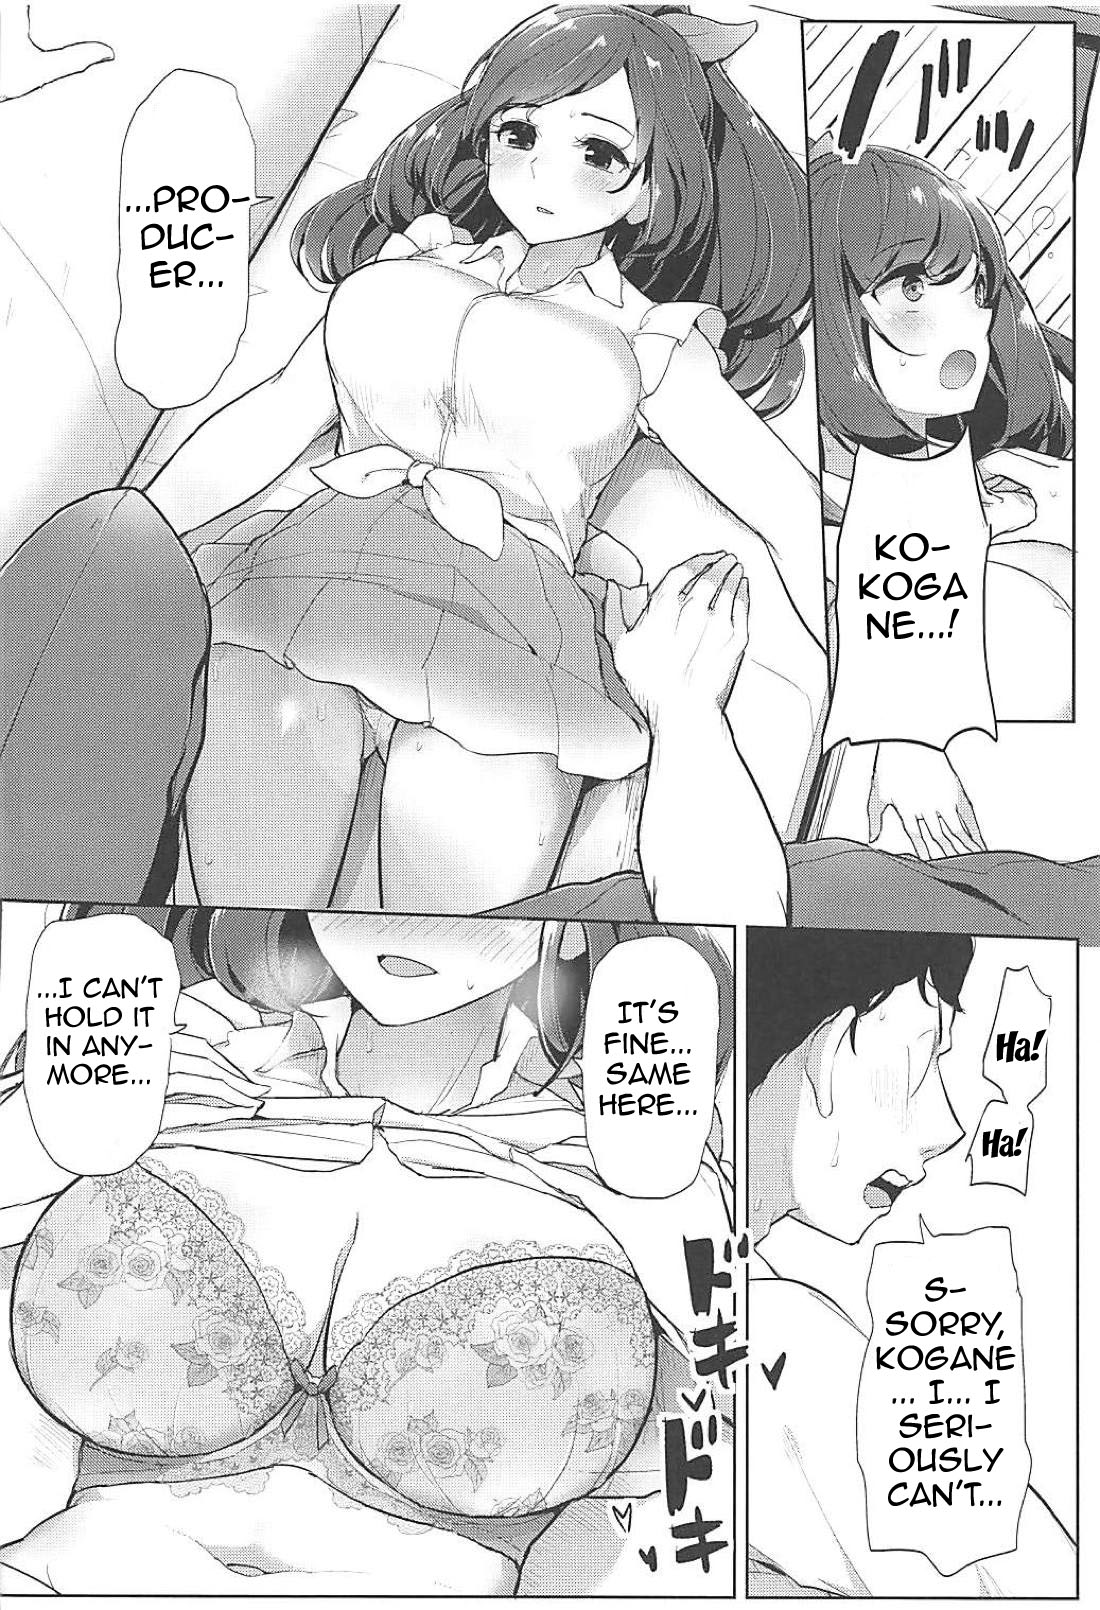 KO-
KOGA
NE...!
...PRO-
DUC-
ER...
Ha!
Ha!
S-
SORRY,
KOGANE
... I... I
SERI-
OUSLY
CAN'T...
IT'S
FINE...
SAME
HERE...
ドキ
ドキ
...I CAN'T
HOLD IT
IN ANY-
MORE...